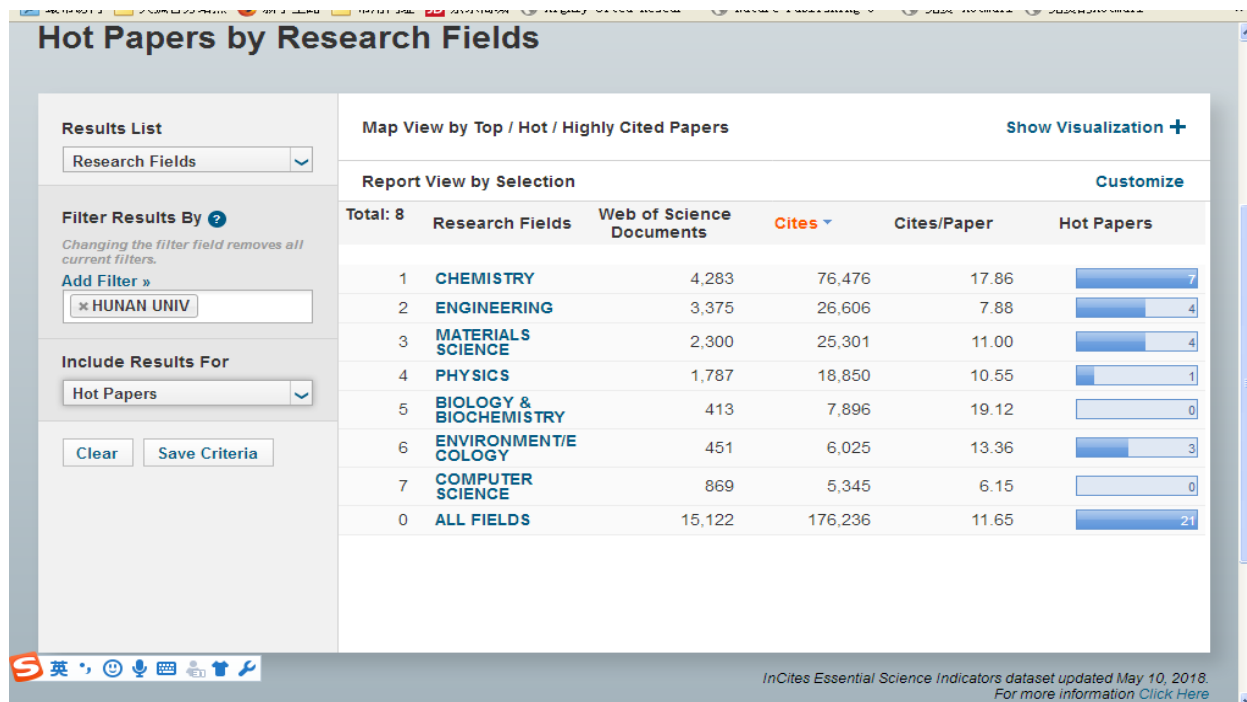 Hot Papers by Research Fields
Results List
Research Fields
Filter Results By ?
Changing the filter field removes all
current filters.
Add Filter »
× HUNAN UNIV
Include Results For
Hot Papers
Clear Save Criteria
Map View by Top / Hot / Highly Cited Papers Show Visualization +
Report View by Selection Customize
Total: 8 Research Fields Web of Science Documents Cites Cites/Paper Hot Papers
1 CHEMISTRY 4,283 76,476 17.86 7
2 ENGINEERING 3,375 26,606 7.88 4
3 MATERIALS SCIENCE 2,300 25,301 11.00 4
4 PHYSICS 1,787 18,850 10.55 1
5 BIOLOGY & BIOCHEMISTRY 413 7,896 19.12 0
6 ENVIRONMENT/ECOLOGY 451 6,025 13.36 3
7 COMPUTER SCIENCE 869 5,345 6.15 0
0 ALL FIELDS 15,122 176,236 11.65 21
英
InCites Essential Science Indicators dataset updated May 10, 2018.
For more information Click Here